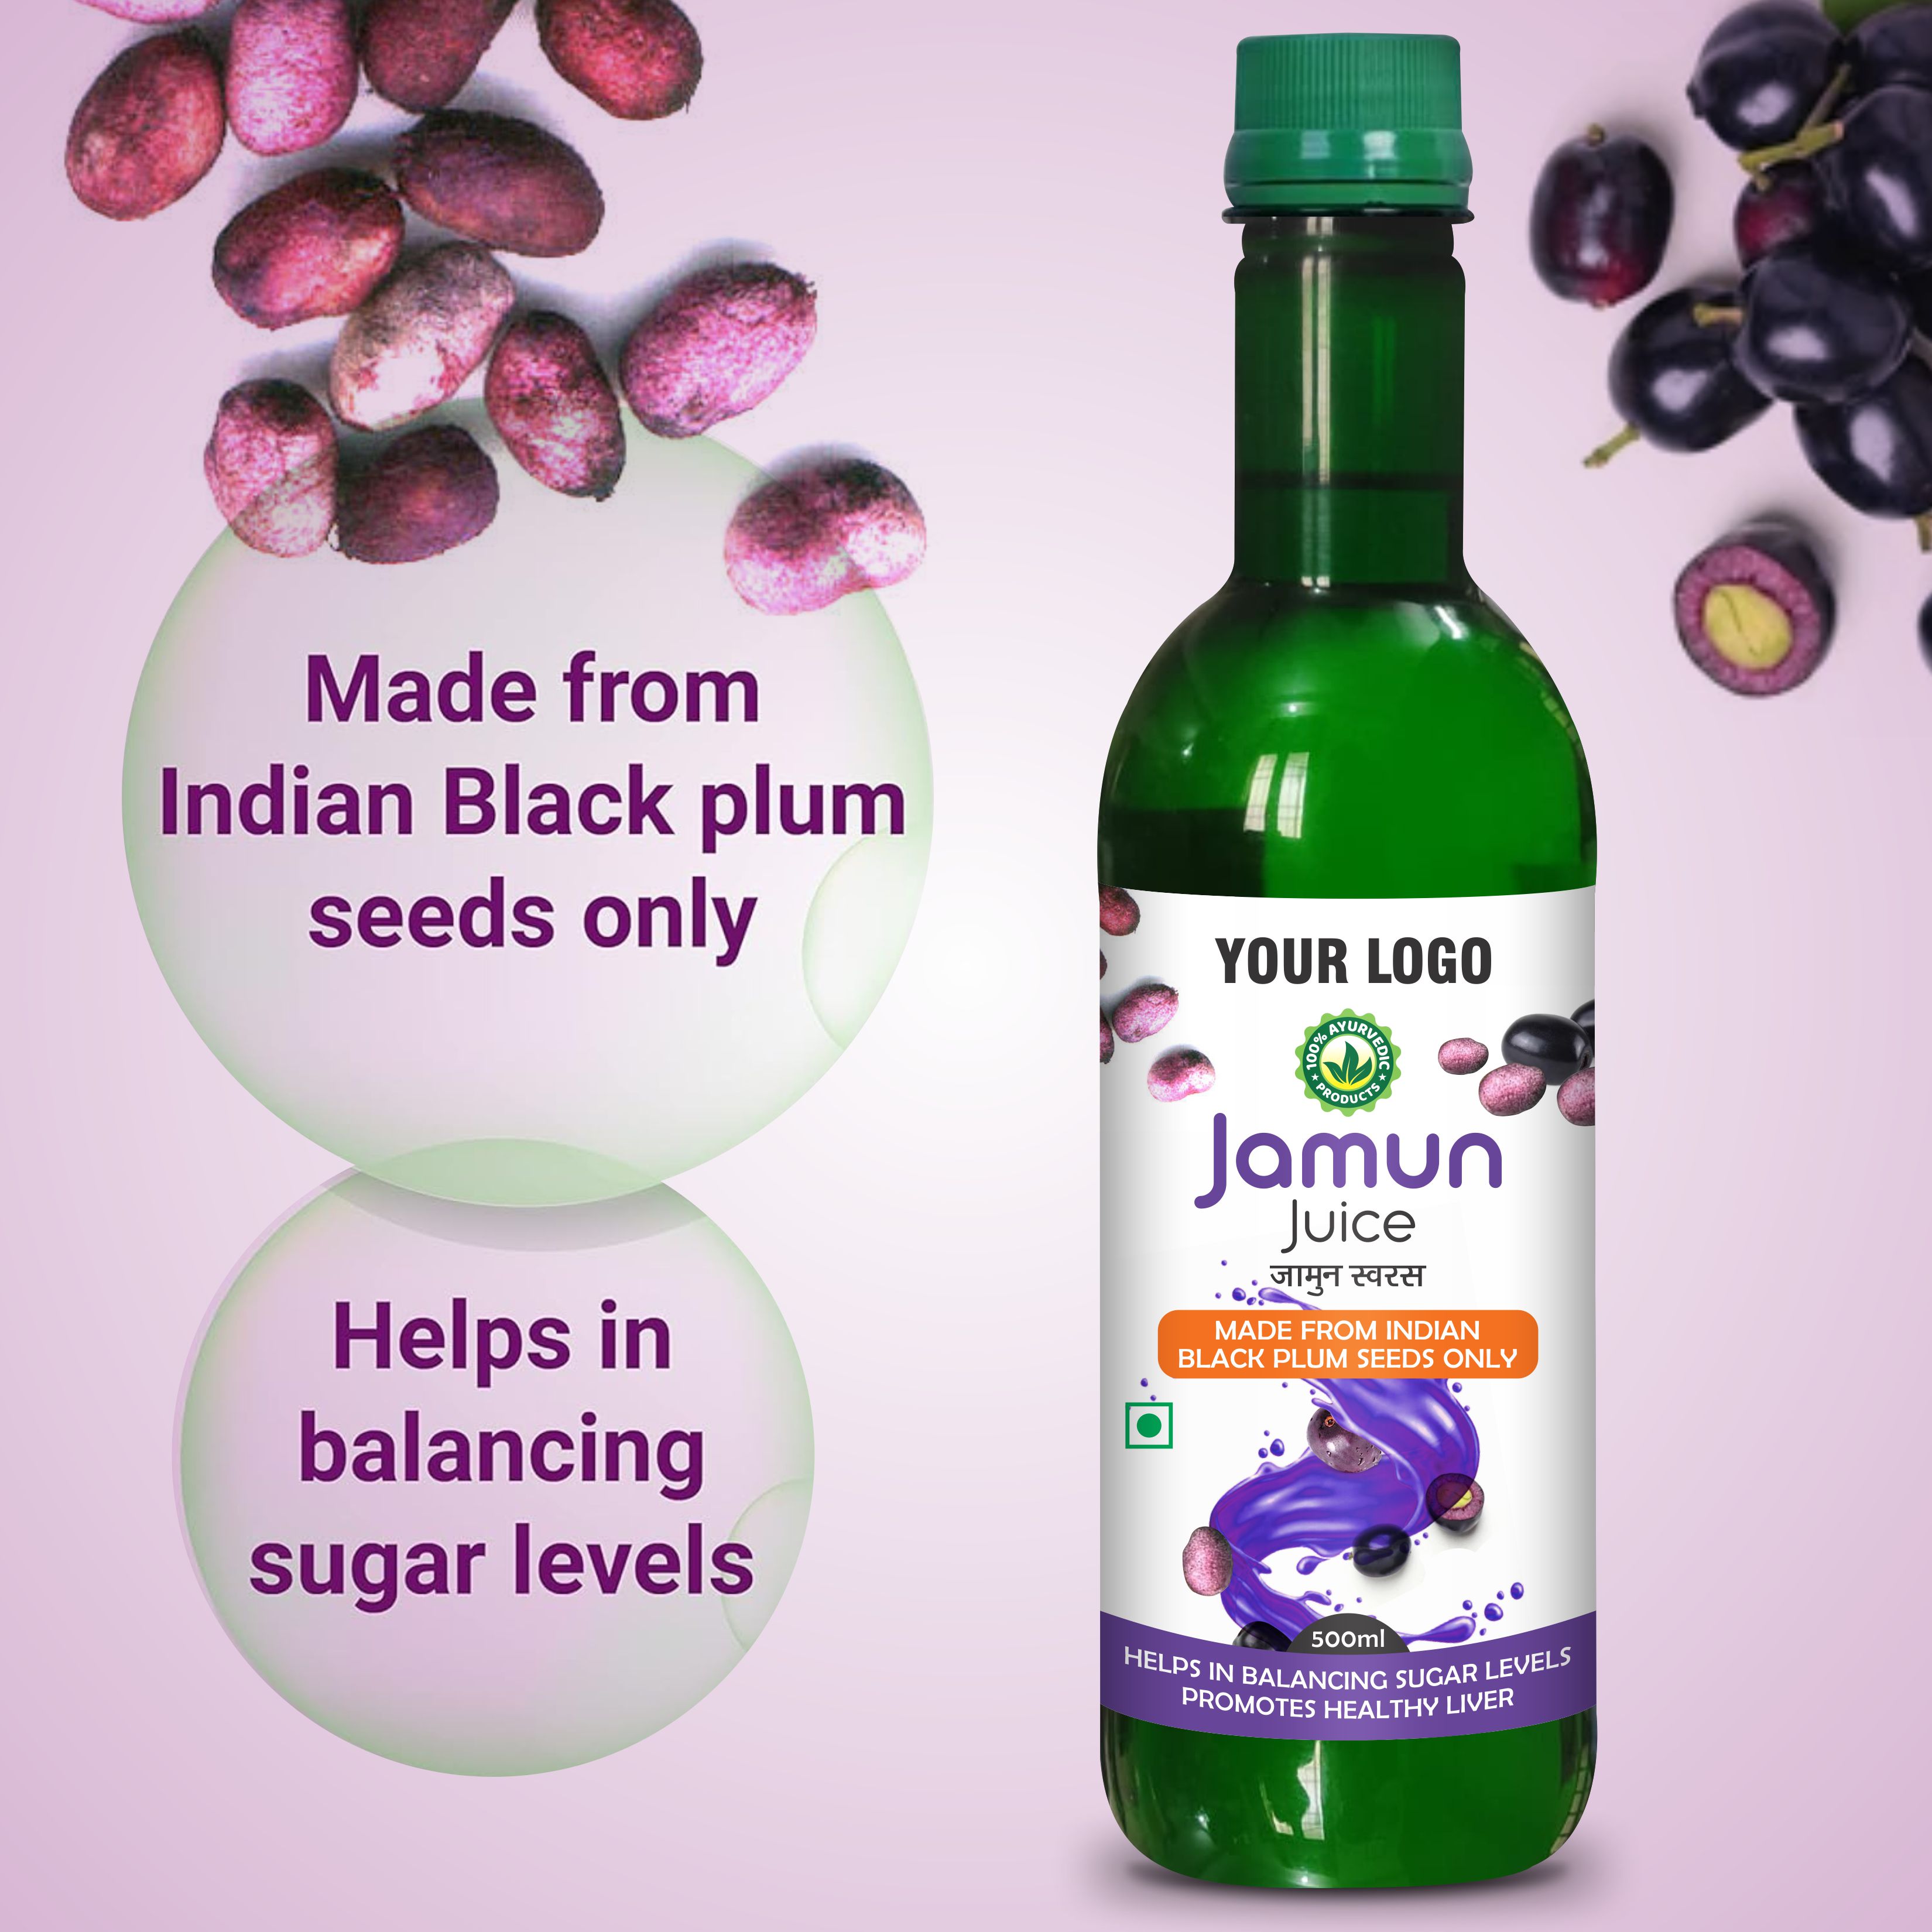 Made from
Indian Black plum
seeds only
Helps in
balancing
sugar levels
YOUR LOGO
100% AYURVEDIC
PRODUCTS
Jamun
Juice
जामुन स्वरस
MADE FROM INDIAN
BLACK PLUM SEEDS ONLY
500ml
HELPS IN BALANCING SUGAR LEVELS
PROMOTES HEALTHY LIVER